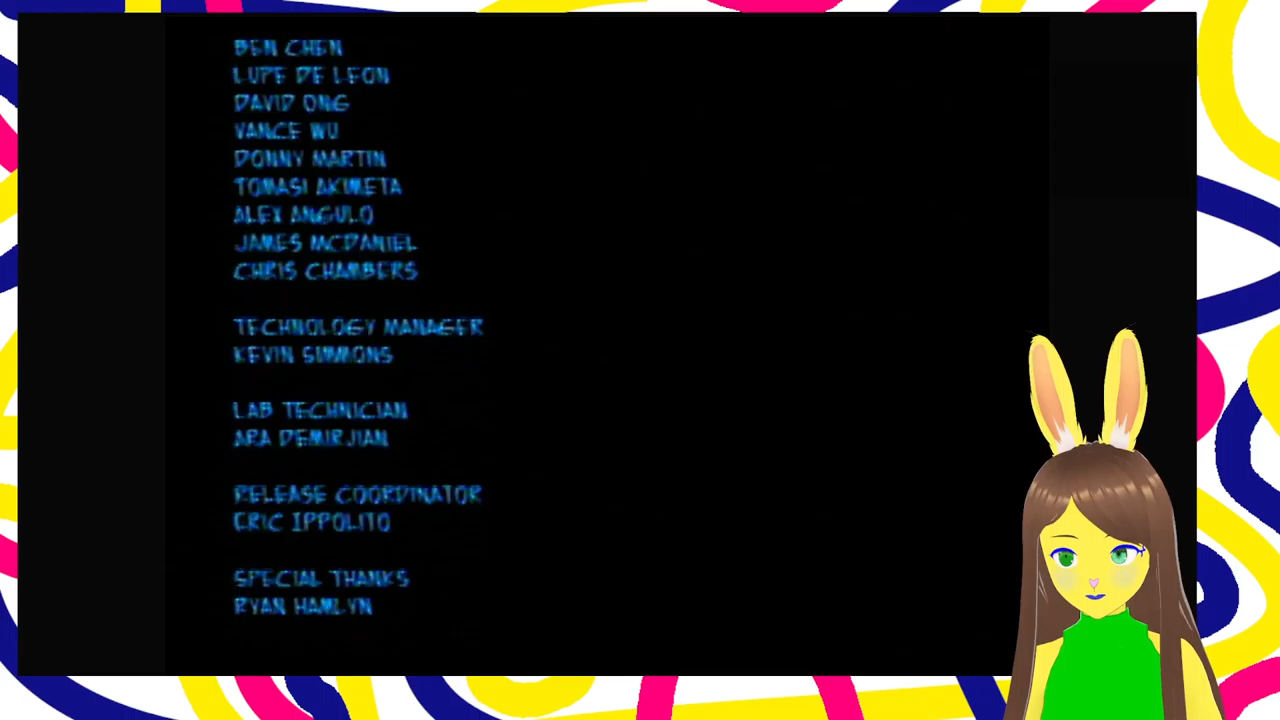 BEN CHEN
LUPE DE LEON
DAVID ONG
VANCE WU
DONNY MARTIN
TOMASI AKIMETA
ALEX ANGULO
JAMES MCDANIEL
CHRIS CHAMBERS
TECHNOLOGY MANAGER
KEVIN SIMMONS
LAB TECHNICIAN
ARA DEMIRJIAN
RELEASE COORDINATOR
ERIC IPPOLITO
SPECIAL THANKS
RYAN HAMLYN